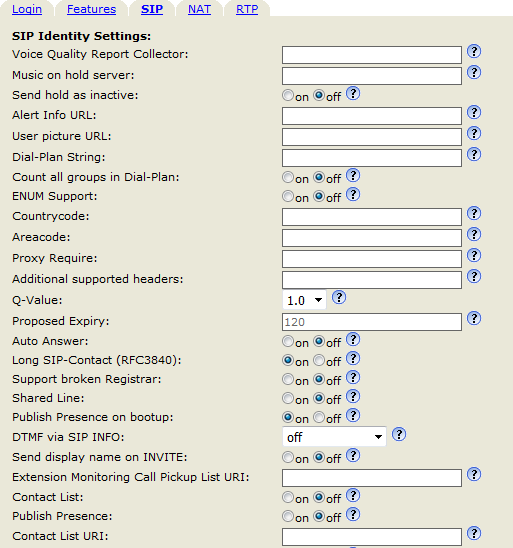 Login Features SIP NAT RTP
SIP Identity Settings:
Voice Quality Report Collector: ?
Music on hold server: ?
Send hold as inactive: on off ?
Alert Info URL: ?
User picture URL: ?
Dial-Plan String: ?
Count all groups in Dial-Plan: on off ?
ENUM Support: on off ?
Countrycode: ?
Areacode: ?
Proxy Require: ?
Additional supported headers: ?
Q-Value: 1.0 ?
Proposed Expiry: 120 ?
Auto Answer: on off ?
Long SIP-Contact (RFC3840): on off ?
Support broken Registrar: on off ?
Shared Line: on off ?
Publish Presence on bootup: on off ?
DTMF via SIP INFO: off ?
Send display name on INVITE: on off ?
Extension Monitoring Call Pickup List URI: ?
Contact List: on off ?
Publish Presence: on off ?
Contact List URI: ?